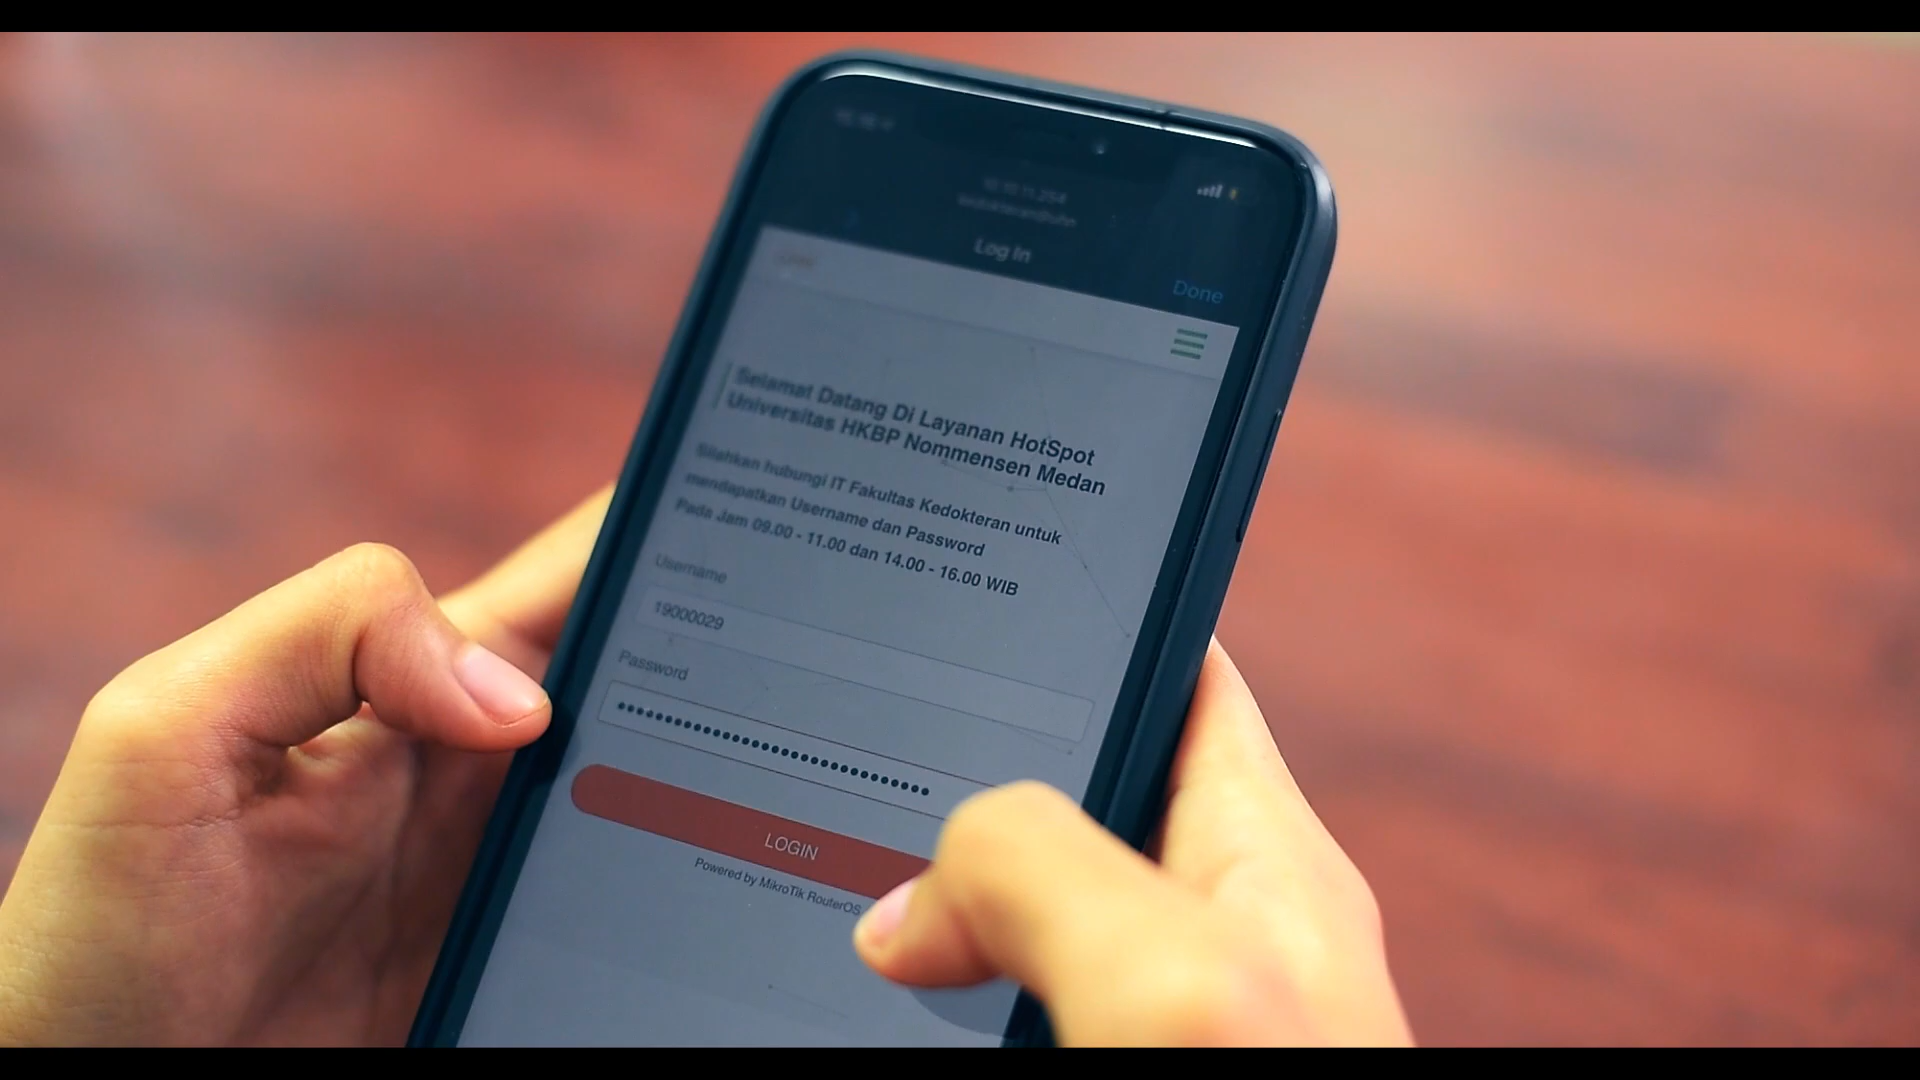 Log In
Done
Selamat Datang Di Layanan HotSpot
Universitas HKBP Nommensen Medan
Silahkan hubungi IT Fakultas Kedokteran untuk
mendapatkan Username dan Password
Pada Jam 09.00 - 11.00 dan 14.00 - 16.00 WIB
Username
19000029
Password
LOGIN
Powered by MikroTik RouterOS